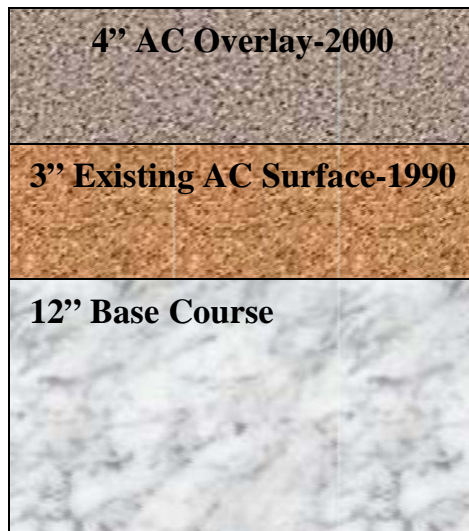 4” AC Overlay-2000
3” Existing AC Surface-1990
12” Base Course